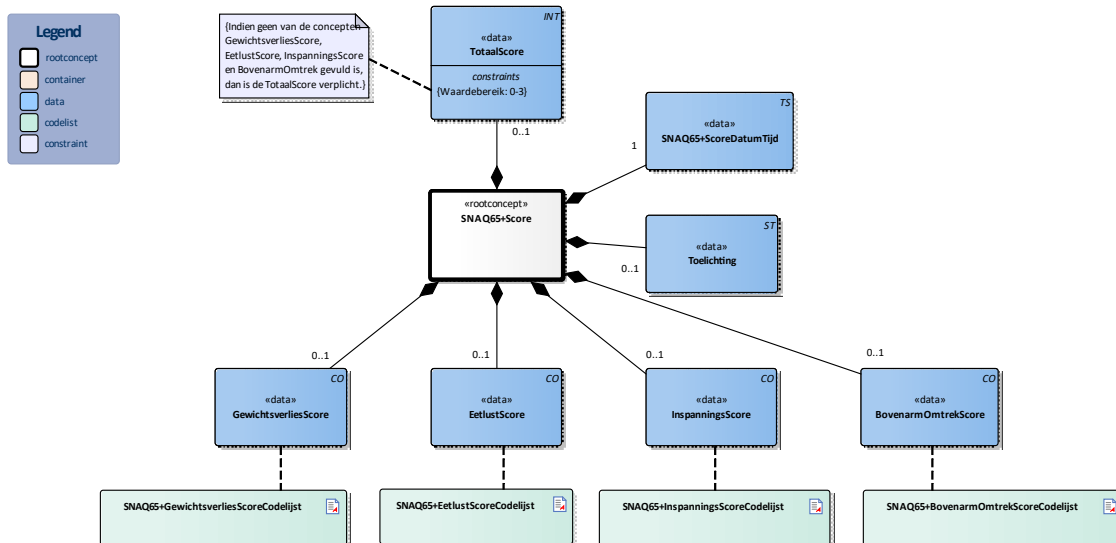 Legend
rootconcept
container
data
codelist
constraint
{Indien geen van de concepten
GewichtsverliesScore,
EetlustScore, InspanningsScore
en BovenarmOmtrek gevuld is,
dan is de TotaalScore verplicht.}
INT
«data»
TotaalScore
constraints
{Waardebereik: 0-3}
0..1
TS
«data»
SNAQ65+ScoreDatumTijd
1
«rootconcept»
SNAQ65+Score
ST
«data»
Toelichting
0..1
0..1
0..1
0..1
0..1
CO
«data»
GewichtsverliesScore
CO
«data»
EetlustScore
CO
«data»
InspanningsScore
CO
«data»
BovenarmOmtrekScore
SNAQ65+GewichtsverliesScoreCodelijst
SNAQ65+EetlustScoreCodelijst
SNAQ65+InspanningsScoreCodelijst
SNAQ65+BovenarmOmtrekScoreCodelijst